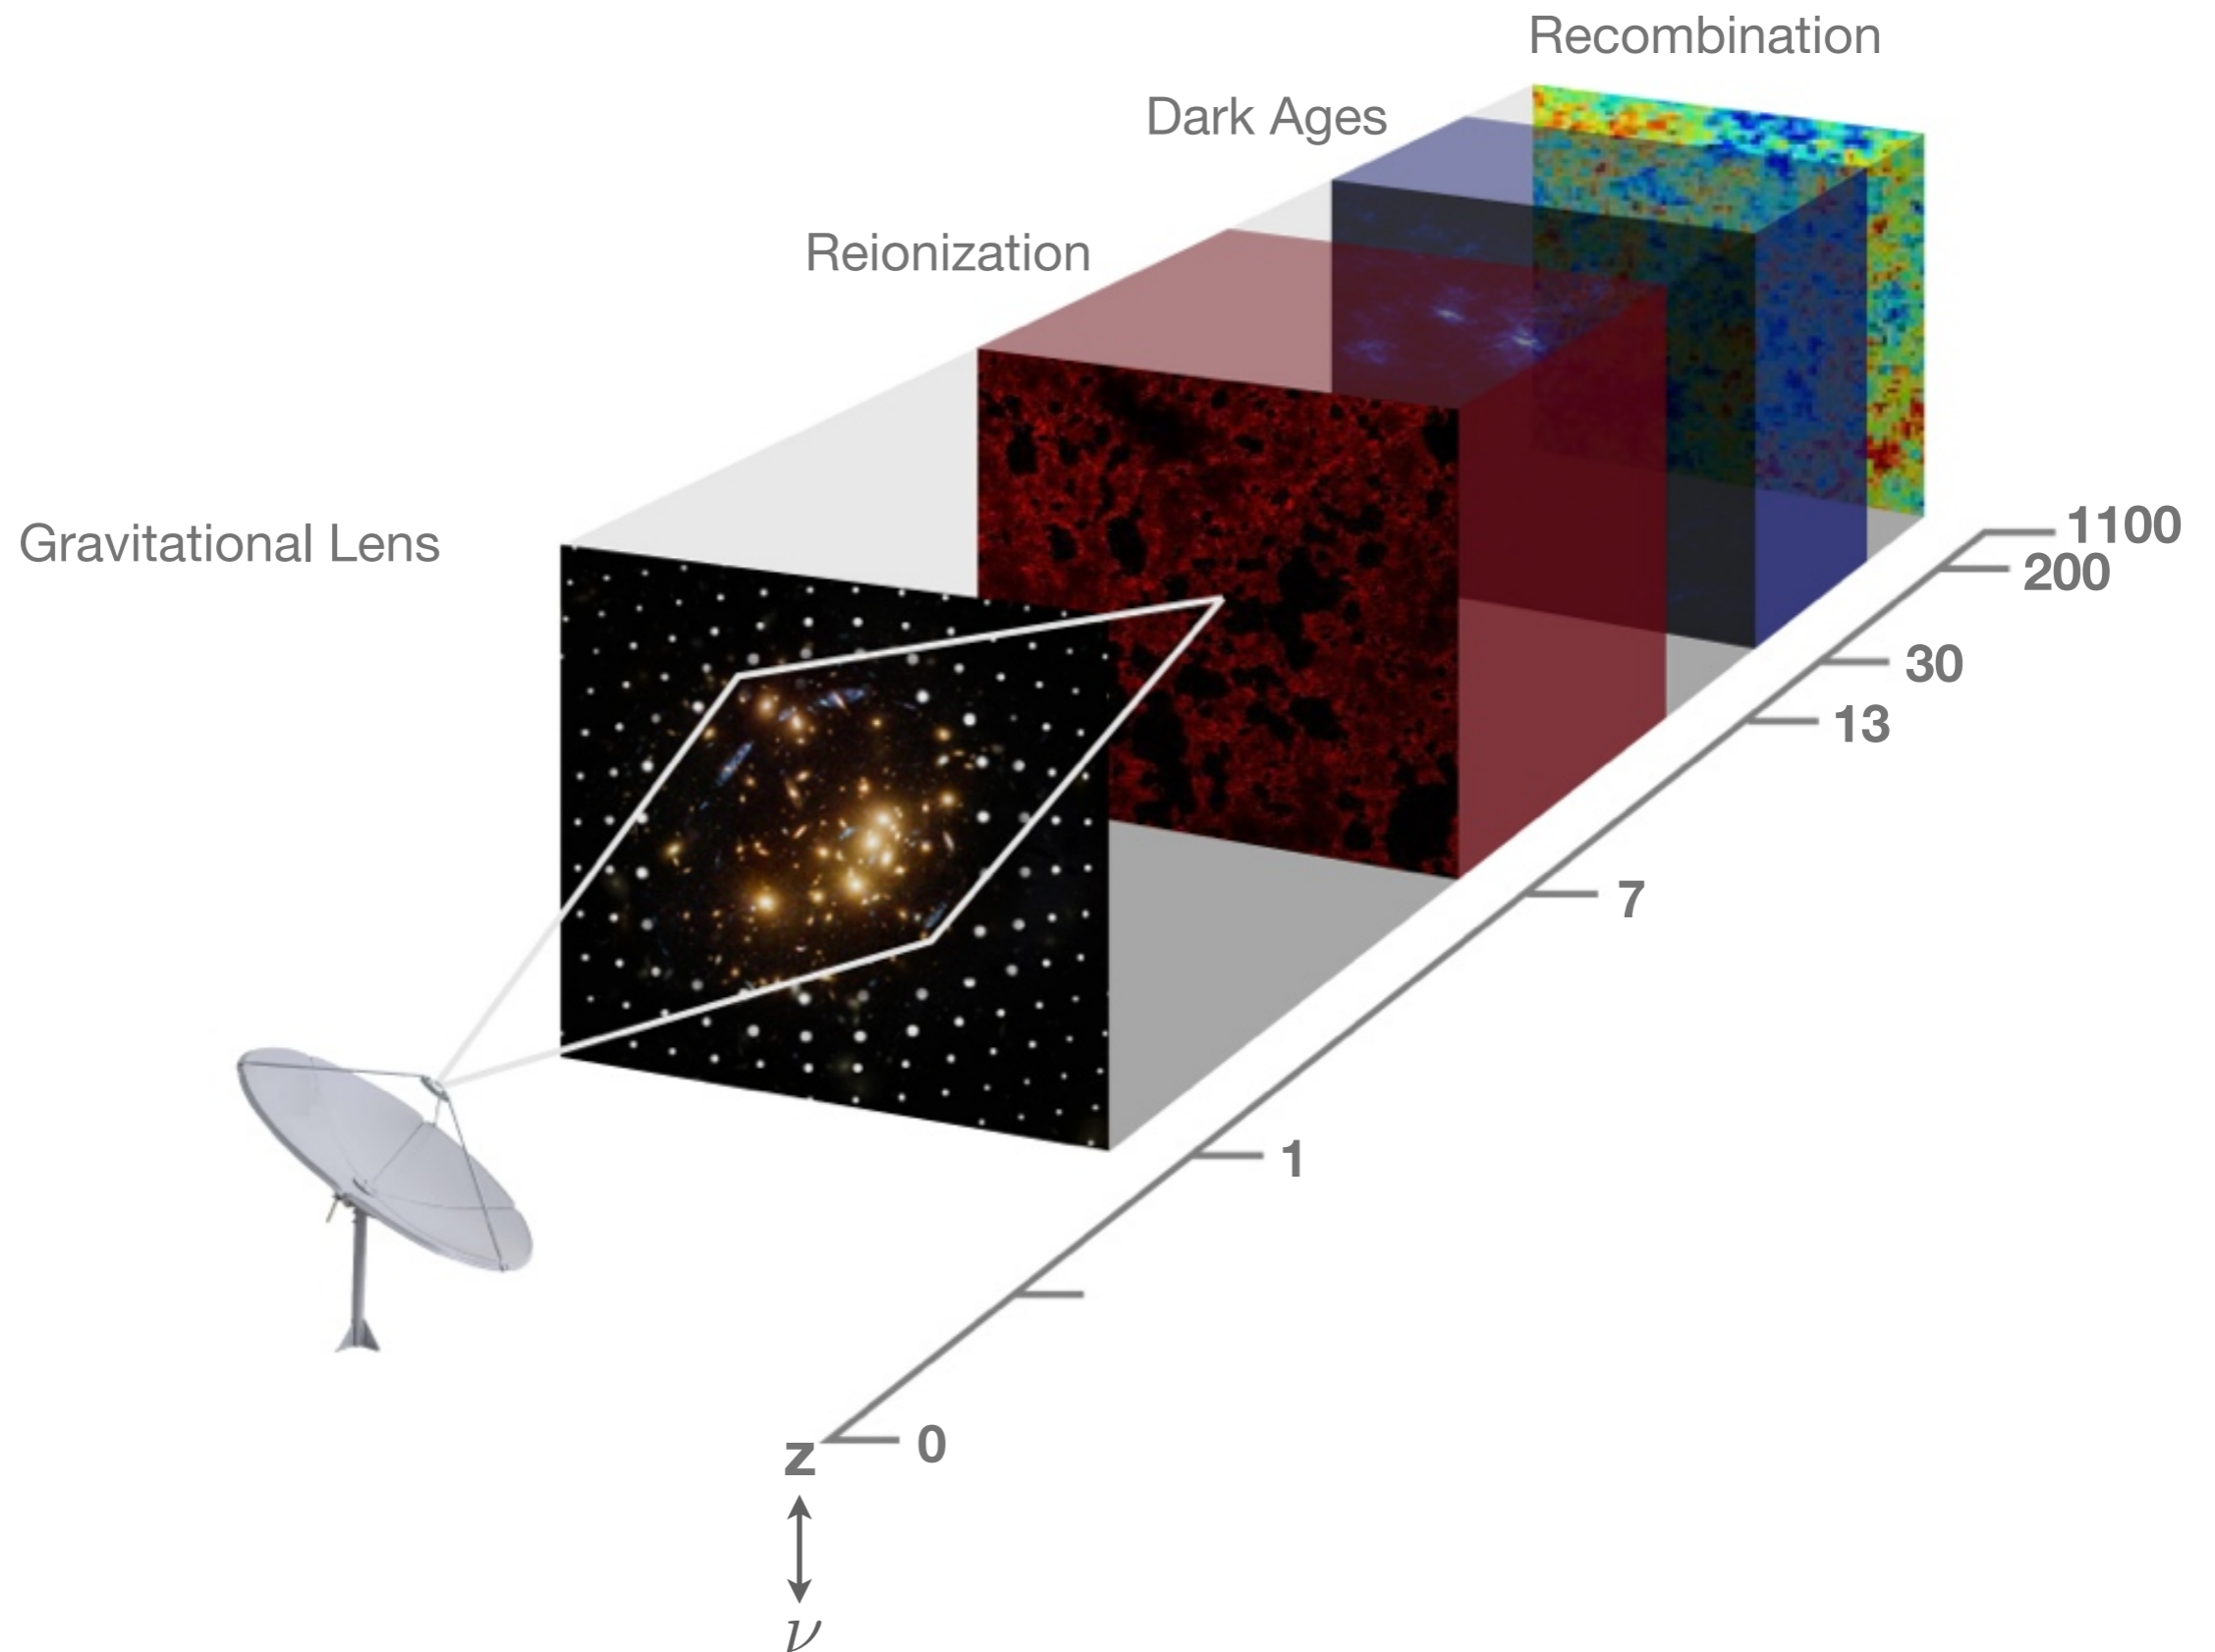 Recombination
Dark Ages
Reionization
Gravitational Lens
1100
200
30
13
7
1
0
z
ν